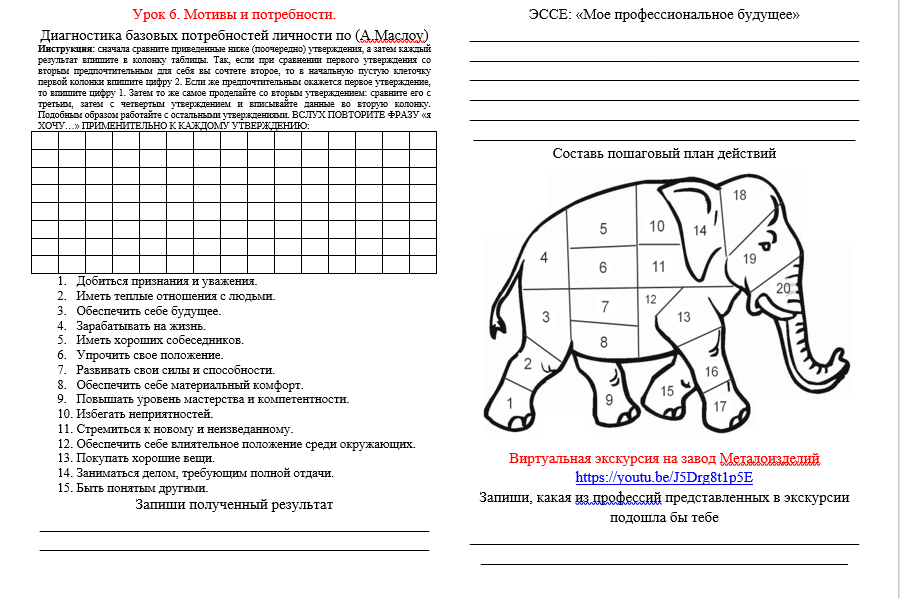 Урок 6. Мотивы и потребности.
Диагностика базовых потребностей личности по (А.Маслоу)
Инструкция: сначала сравните приведенные ниже (поочередно) утверждения, а затем каждый
результат впишите в колонку таблицы. Так, если при сравнении первого утверждения со
вторым предпочтительным для себя вы сочтете второе, то в начальную пустую клеточку
первой колонки впишите цифру 2. Если же предпочтительным окажется первое утверждение,
то впишите цифру 1. Затем то же самое проделайте со вторым утверждением: сравните его с
третьим, затем с четвертым утверждением и вписывайте данные во вторую колонку.
Подобным образом работайте с остальными утверждениями. ВСЛУХ ПОВТОРИТЕ ФРАЗУ «я
ХОЧУ…» ПРИМЕНИТЕЛЬНО К КАЖДОМУ УТВЕРЖДЕНИЮ:
1. Добиться признания и уважения.
2. Иметь теплые отношения с людьми.
3. Обеспечить себе будущее.
4. Зарабатывать на жизнь.
5. Иметь хороших собеседников.
6. Упрочить свое положение.
7. Развивать свои силы и способности.
8. Обеспечить себе материальный комфорт.
9. Повышать уровень мастерства и компетентности.
10. Избегать неприятностей.
11. Стремиться к новому и неизведанному.
12. Обеспечить себе влиятельное положение среди окружающих.
13. Покупать хорошие вещи.
14. Заниматься делом, требующим полной отдачи.
15. Быть понятым другими.
Запиши полученный результат
ЭССЕ: «Мое профессиональное будущее»
Составь пошаговый план действий
18
5
10
14
4
19
6
11
20
12
7
3
13
8
2
16
15
9
1
17
Виртуальная экскурсия на завод Металоизделий
https://youtu.be/J5Drg8t1p5E
Запиши, какая из профессий представленных в экскурсии
подошла бы тебе